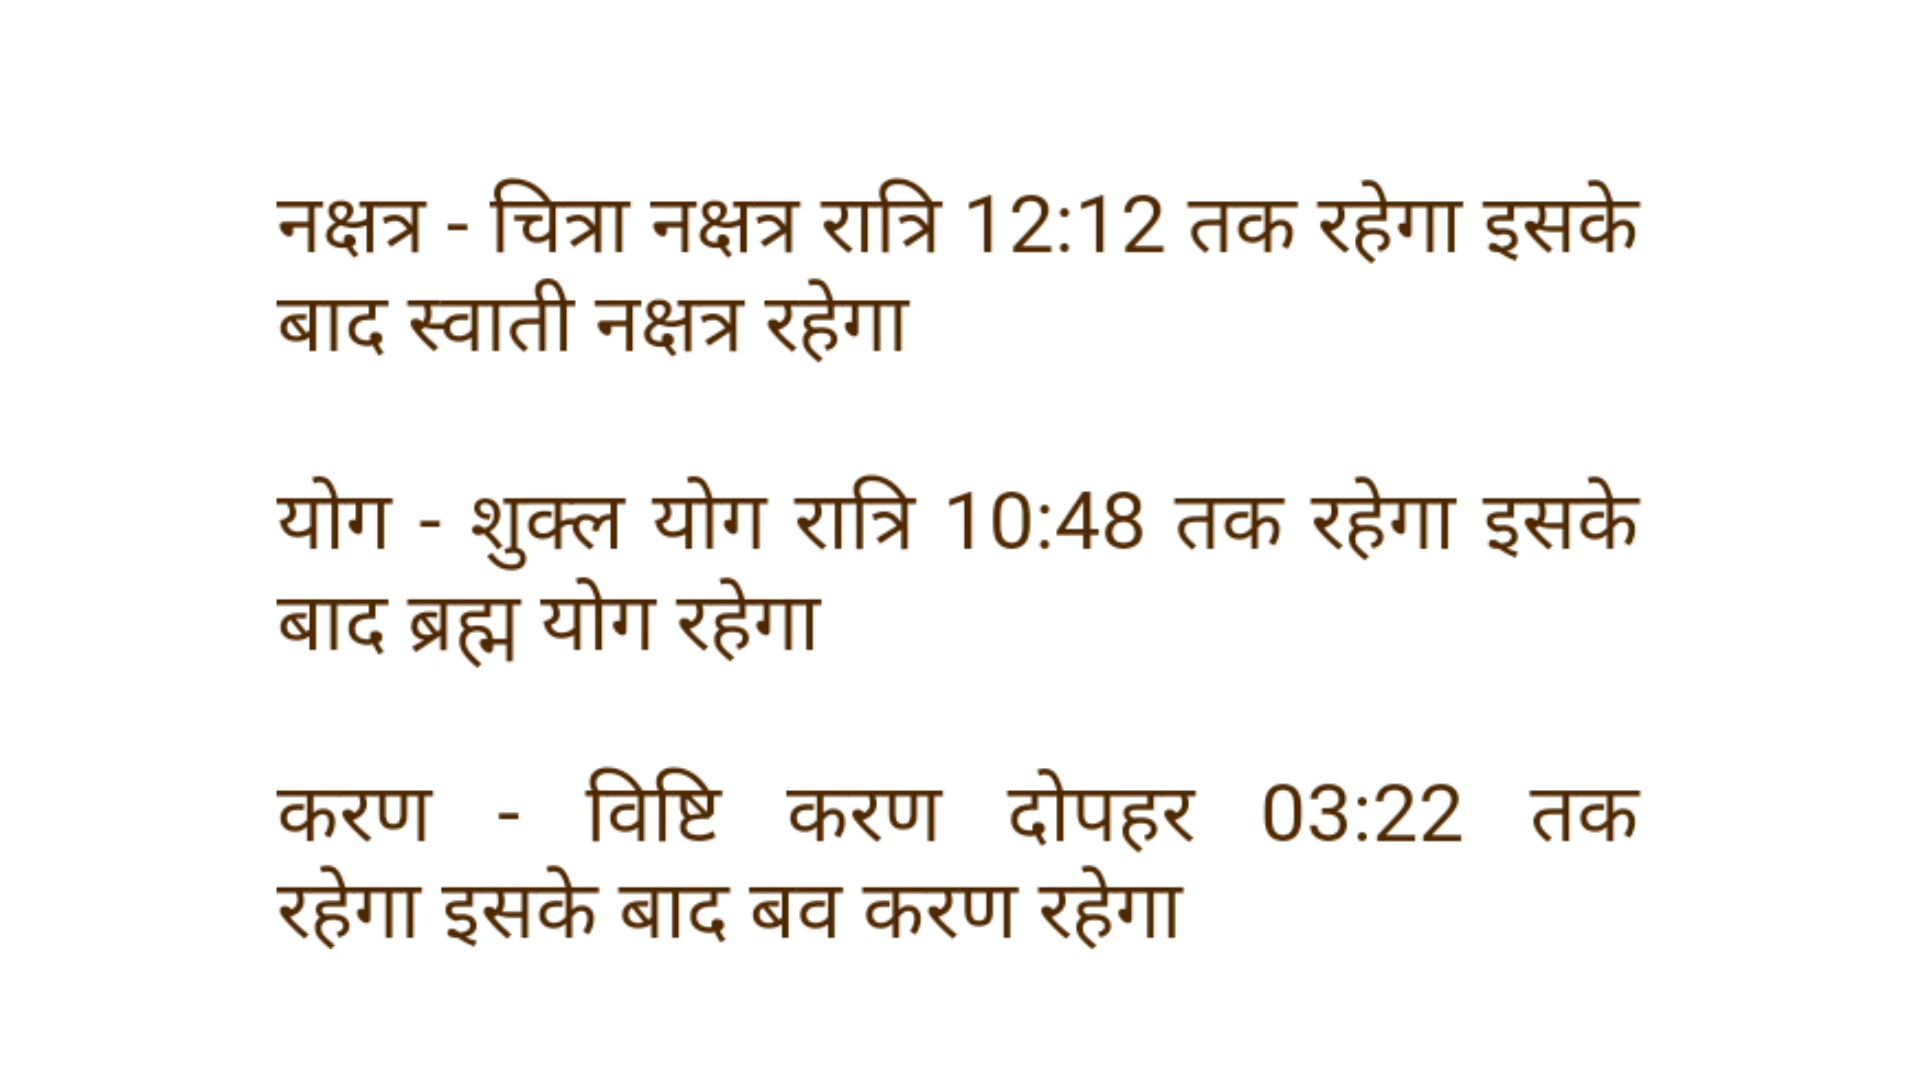 नक्षत्र - चित्रा नक्षत्र रात्रि 12:12 तक रहेगा इसके
बाद स्वाती नक्षत्र रहेगा
योग - शुक्ल योग रात्रि 10:48 तक रहेगा इसके
बाद ब्रह्म योग रहेगा
करण - विष्टि करण दोपहर 03:22 तक
रहेगा इसके बाद बव करण रहेगा